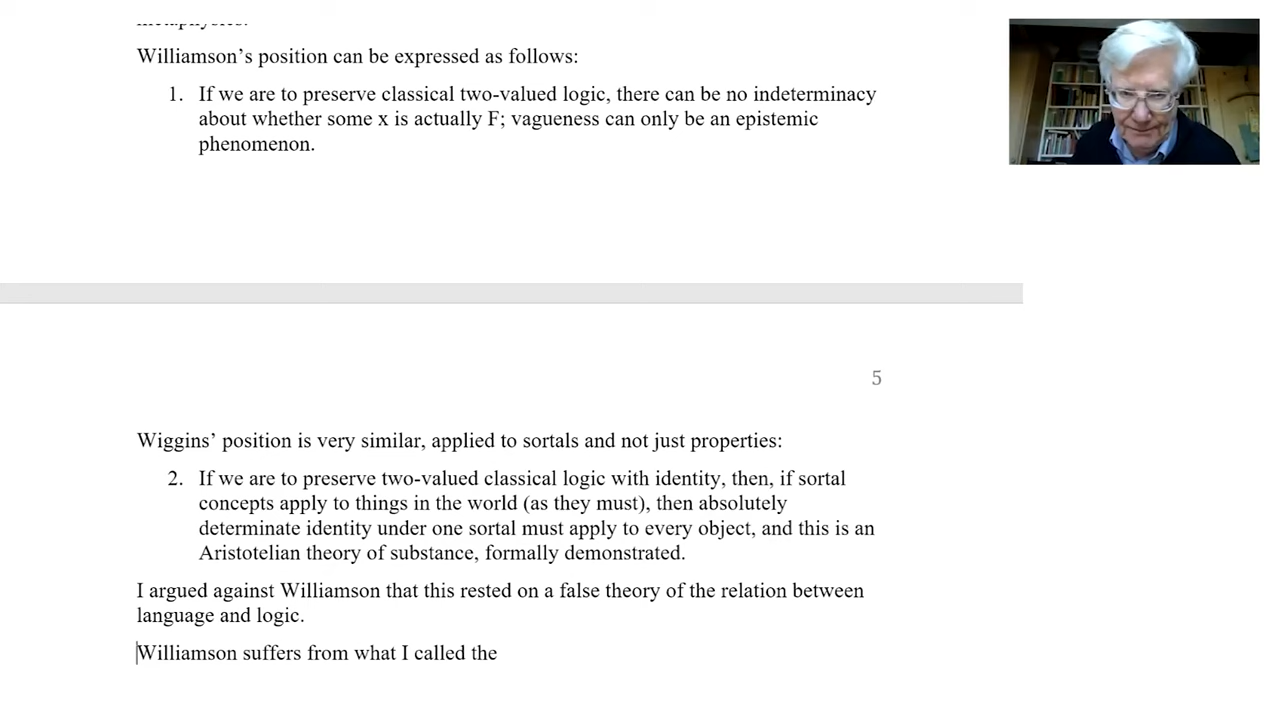 Williamson's position can be expressed as follows:
1. If we are to preserve classical two-valued logic, there can be no indeterminacy
about whether some x is actually F; vagueness can only be an epistemic
phenomenon.
5
Wiggins' position is very similar, applied to sortals and not just properties:
2. If we are to preserve two-valued classical logic with identity, then, if sortal
concepts apply to things in the world (as they must), then absolutely
determinate identity under one sortal must apply to every object, and this is an
Aristotelian theory of substance, formally demonstrated.
I argued against Williamson that this rested on a false theory of the relation between
language and logic.
Williamson suffers from what I called the